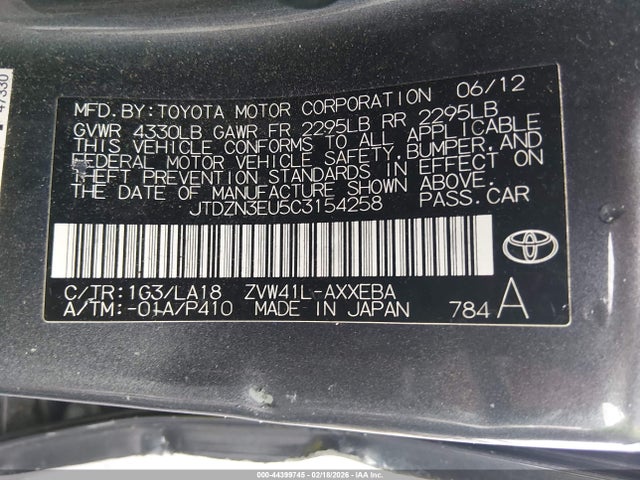 47330
MFD. BY: TOYOTA MOTOR CORPORATION 06/12
GVWR 4330LB GAWR FR 2295LB RR 2295LB
THIS VEHICLE CONFORMS TO ALL APPLICABLE
FEDERAL MOTOR VEHICLE SAFETY, BUMPER, AND
THEFT PREVENTION STANDARDS IN EFFECT ON
THE DATE OF MANUFACTURE SHOWN ABOVE.
JTDZN3EU5C3154258 PASS. CAR
C/TR: 1G3/LA18 ZVW41L-AXXEBA
A/TM: -01A/P410 MADE IN JAPAN 784 A
TOYOTA
000-44399745 - 02/18/2026 - IAA Inc.